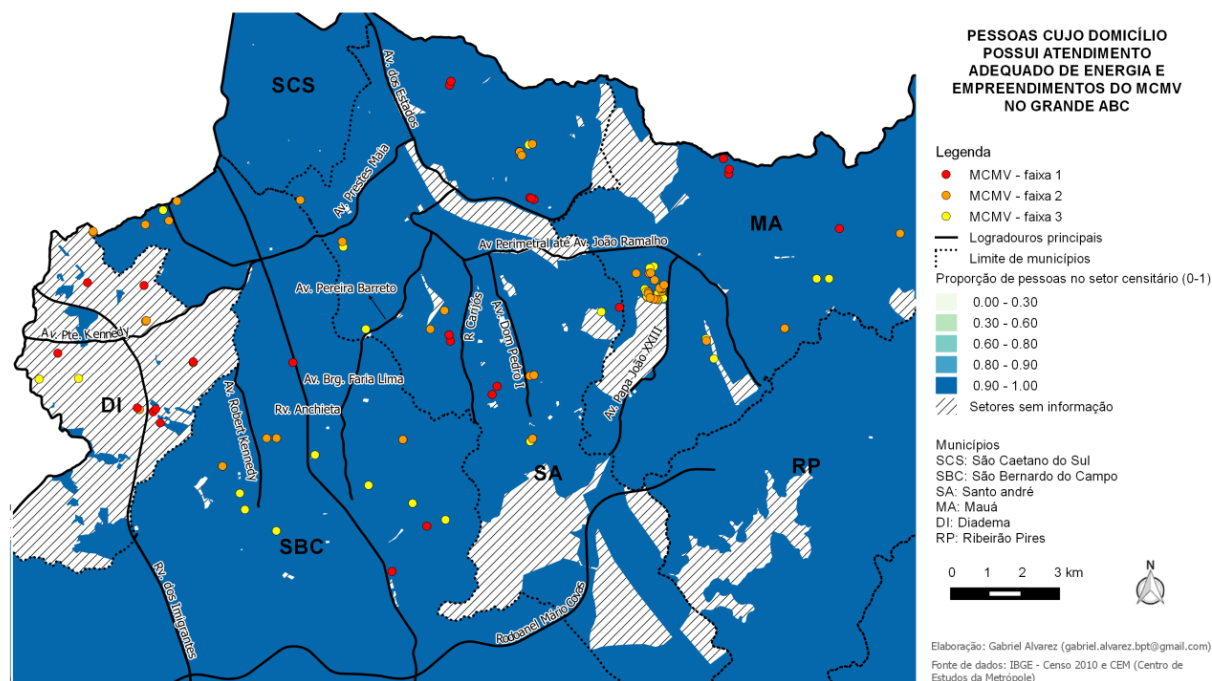 PESSOAS CUJO DOMICÍLIO
POSSUI ATENDIMENTO
ADEQUADO DE ENERGIA E
EMPREENDIMENTOS DO MCMV
NO GRANDE ABC
Legenda
MCMV - faixa 1
MCMV - faixa 2
MCMV - faixa 3
Logradouros principais
Limite de municípios
Proporção de pessoas no setor censitário (0-1)
0.00 - 0.30
0.30 - 0.60
0.60 - 0.80
0.80 - 0.90
0.90 - 1.00
Setores sem informação
Municípios
SCS: São Caetano do Sul
SBC: São Bernardo do Campo
SA: Santo andré
MA: Mauá
DI: Diadema
RP: Ribeirão Pires
0 1 2 3 km
N
Elaboração: Gabriel Alvarez (gabriel.alvarez.bpt@gmail.com)
Fonte de dados: IBGE - Censo 2010 e CEM (Centro de
Estudos da Metrópole)
SCS
Av. dos Estados
Av. Prestes Maia
MA
Av Perimetral até Av. João Ramalho
Av. Pereira Barreto
Av. Pte. Kennedy
R Carijós
Av. Dom Pedro I
Av. Papa João XXIII
Av. Brg. Faria Lima
DI
Av. Robert Kennedy
Rv. Anchieta
SA
RP
SBC
Rv. dos Imigrantes
Rodoanel Mário Covas